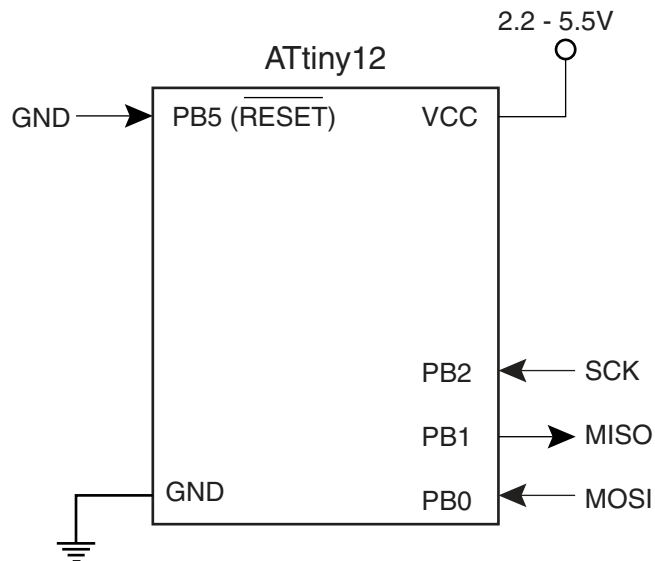 2.2 - 5.5V
ATtiny12
GND
PB5 (RESET)
VCC
PB2
SCK
PB1
MISO
GND
PB0
MOSI